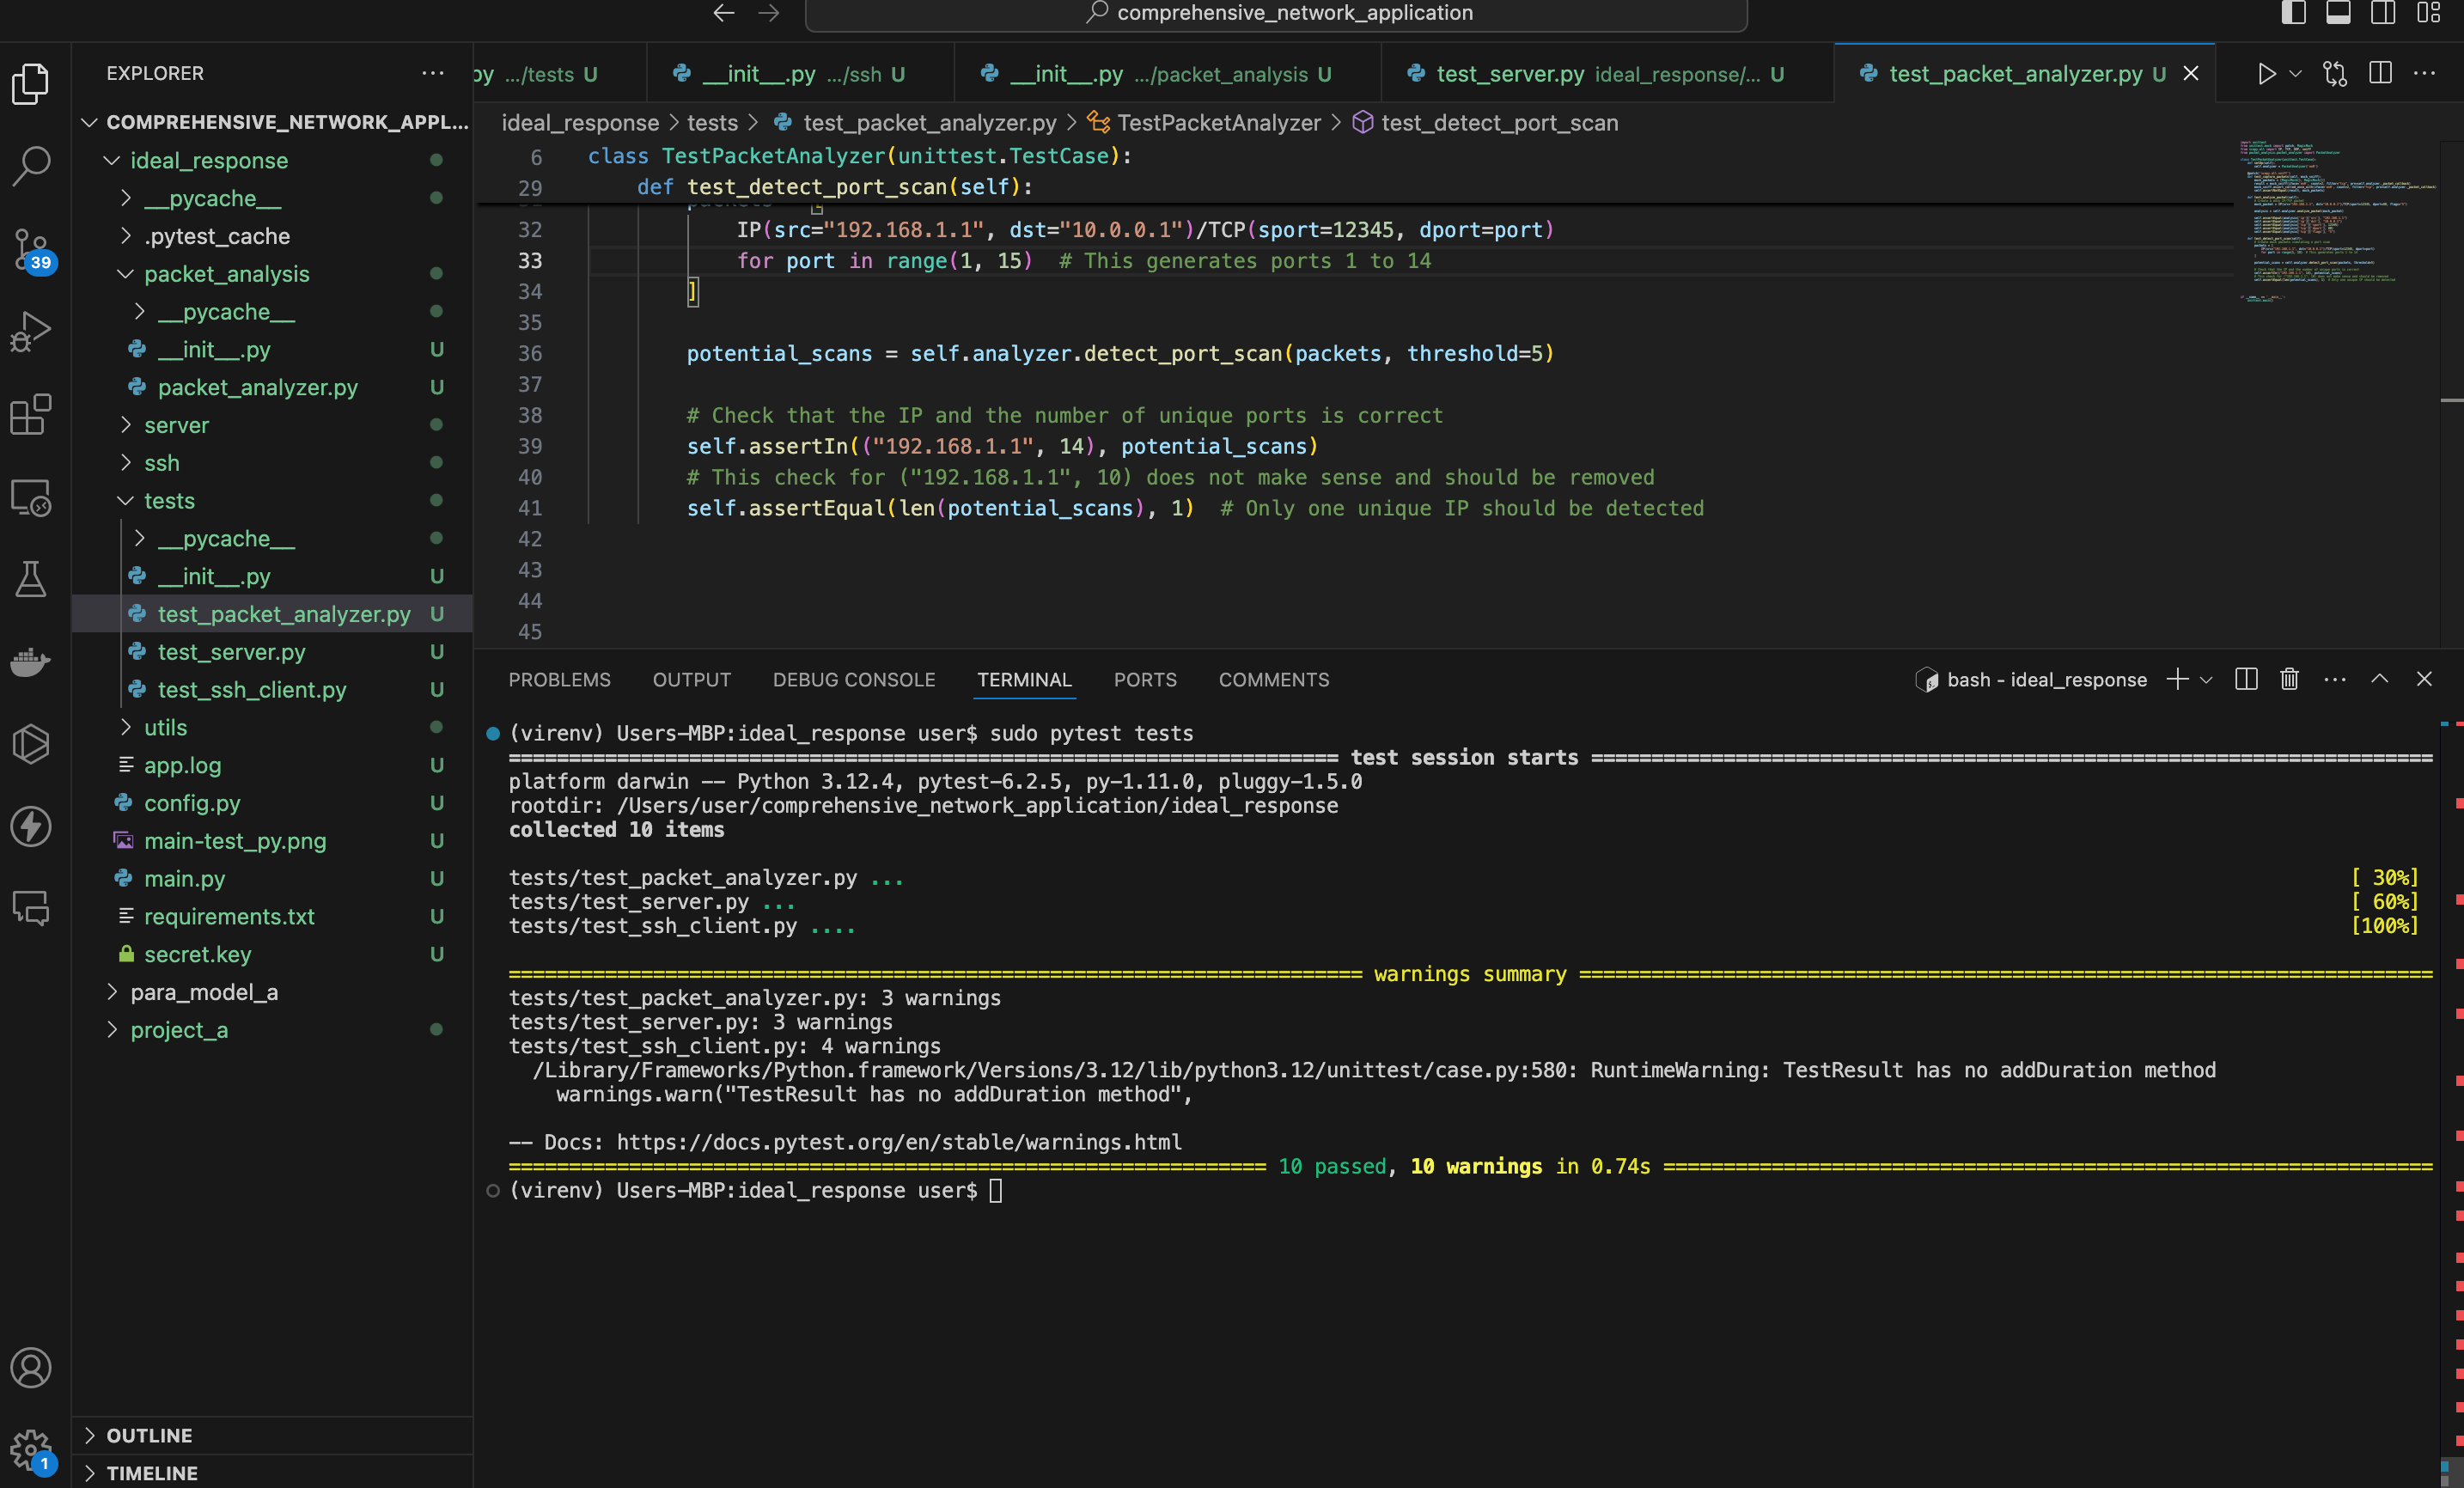 comprehensive_network_application
EXPLORER
py .../tests U
__init__.py .../ssh U
__init__.py .../packet_analysis U
test_server.py ideal_response/... U
test_packet_analyzer.py U
COMPREHENSIVE_NETWORK_APPL...
ideal_response
__pycache__
.pytest_cache
packet_analysis
__pycache__
__init__.py U
packet_analyzer.py U
server
ssh
tests
__pycache__
__init__.py U
test_packet_analyzer.py U
test_server.py U
test_ssh_client.py U
utils
app.log U
config.py U
main-test_py.png U
main.py U
requirements.txt U
secret.key U
para_model_a
project_a
OUTLINE
TIMELINE
39
1
ideal_response > tests > test_packet_analyzer.py > TestPacketAnalyzer > test_detect_port_scan
6 class TestPacketAnalyzer(unittest.TestCase):
29 def test_detect_port_scan(self):
32 IP(src="192.168.1.1", dst="10.0.0.1")/TCP(sport=12345, dport=port)
33 for port in range(1, 15)  # This generates ports 1 to 14
34 ]
35
36 potential_scans = self.analyzer.detect_port_scan(packets, threshold=5)
37
38 # Check that the IP and the number of unique ports is correct
39 self.assertIn(("192.168.1.1", 14), potential_scans)
40 # This check for ("192.168.1.1", 10) does not make sense and should be removed
41 self.assertEqual(len(potential_scans), 1)  # Only one unique IP should be detected
42
43
44
45
PROBLEMS OUTPUT DEBUG CONSOLE TERMINAL PORTS COMMENTS
bash - ideal_response
(virenv) Users-MBP:ideal_response user$ sudo pytest tests
test session starts
platform darwin -- Python 3.12.4, pytest-6.2.5, py-1.11.0, pluggy-1.5.0
rootdir: /Users/user/comprehensive_network_application/ideal_response
collected 10 items
tests/test_packet_analyzer.py ... [ 30%]
tests/test_server.py ... [ 60%]
tests/test_ssh_client.py .... [100%]
warnings summary
tests/test_packet_analyzer.py: 3 warnings
tests/test_server.py: 3 warnings
tests/test_ssh_client.py: 4 warnings
/Library/Frameworks/Python.framework/Versions/3.12/lib/python3.12/unittest/case.py:580: RuntimeWarning: TestResult has no addDuration method
warnings.warn("TestResult has no addDuration method",
-- Docs: https://docs.pytest.org/en/stable/warnings.html
10 passed, 10 warnings in 0.74s
(virenv) Users-MBP:ideal_response user$